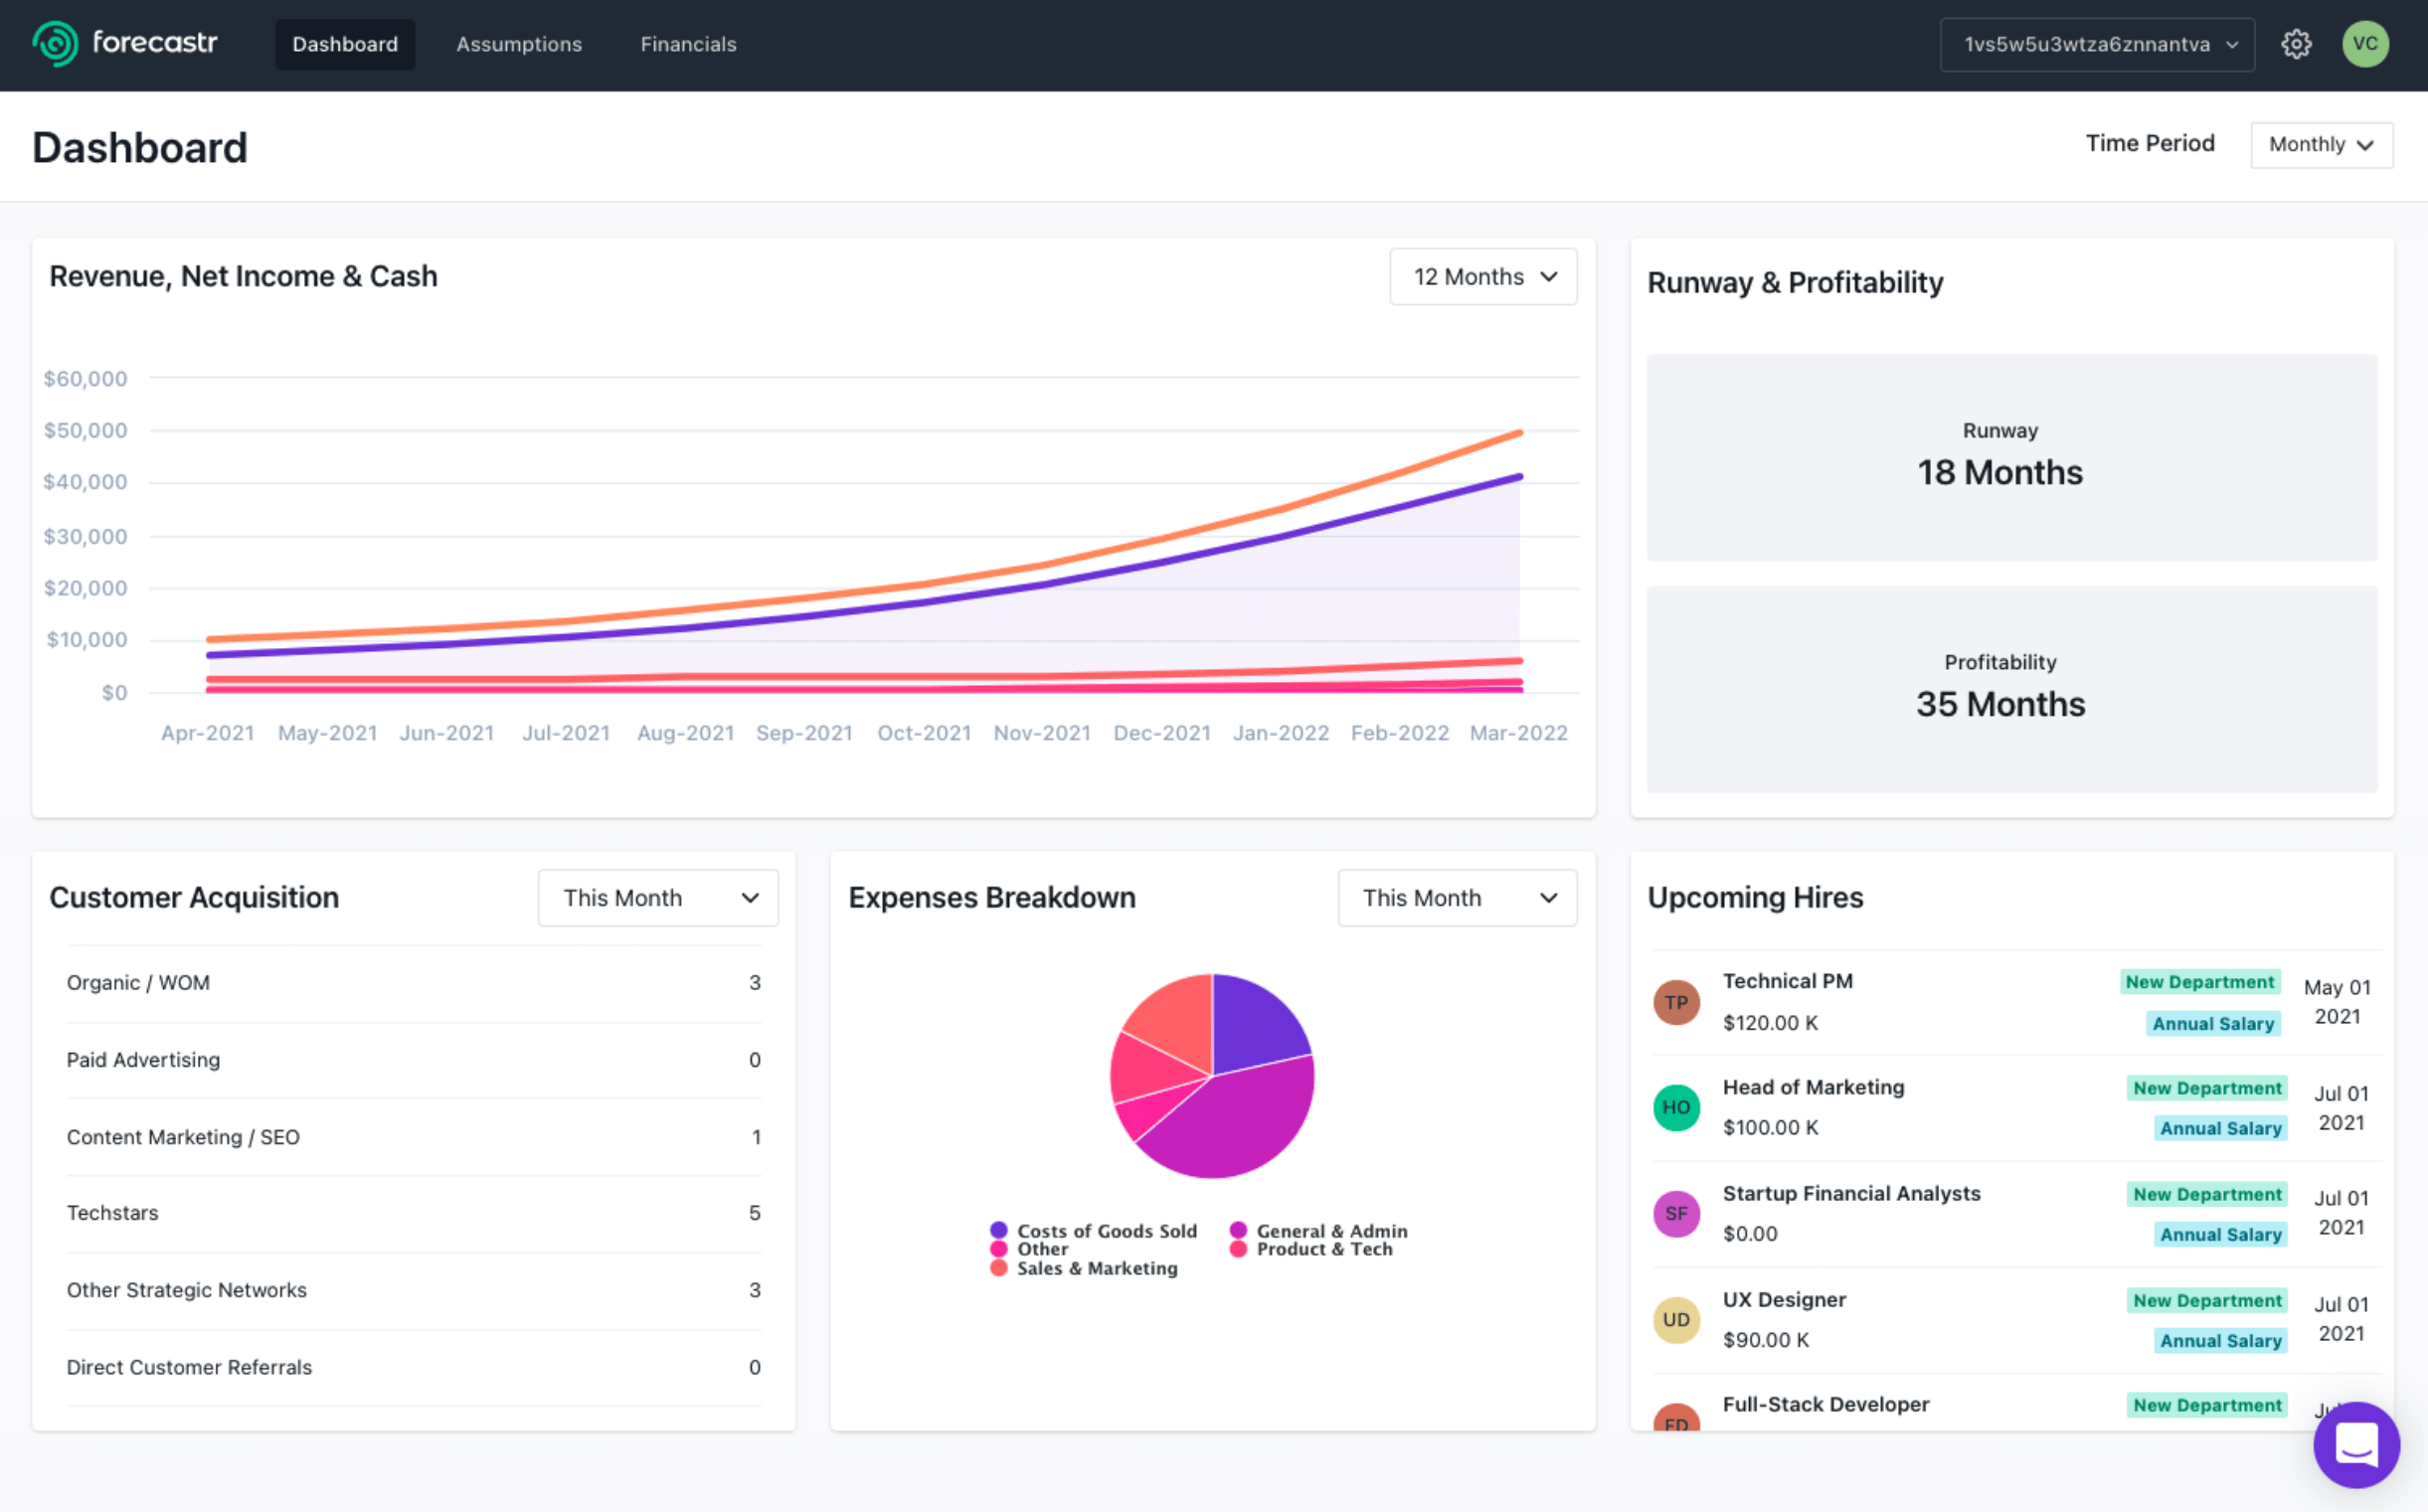 forecastr
Dashboard
Assumptions
Financials
1vs5w5u3wtza6znnantva
VC
Dashboard
Time Period
Monthly
Revenue, Net Income & Cash
12 Months
$60,000
$50,000
$40,000
$30,000
$20,000
$10,000
$0
Apr-2021 May-2021 Jun-2021 Jul-2021 Aug-2021 Sep-2021 Oct-2021 Nov-2021 Dec-2021 Jan-2022 Feb-2022 Mar-2022
Runway & Profitability
Runway
18 Months
Profitability
35 Months
Customer Acquisition
This Month
Organic / WOM 3
Paid Advertising 0
Content Marketing / SEO 1
Techstars 5
Other Strategic Networks 3
Direct Customer Referrals 0
Expenses Breakdown
This Month
Costs of Goods Sold General & Admin
Other Product & Tech
Sales & Marketing
Upcoming Hires
TP
Technical PM New Department May 01
$120.00 K Annual Salary 2021
HO
Head of Marketing New Department Jul 01
$100.00 K Annual Salary 2021
SF
Startup Financial Analysts New Department Jul 01
$0.00 Annual Salary 2021
UD
UX Designer New Department Jul 01
$90.00 K Annual Salary 2021
Full-Stack Developer New Department